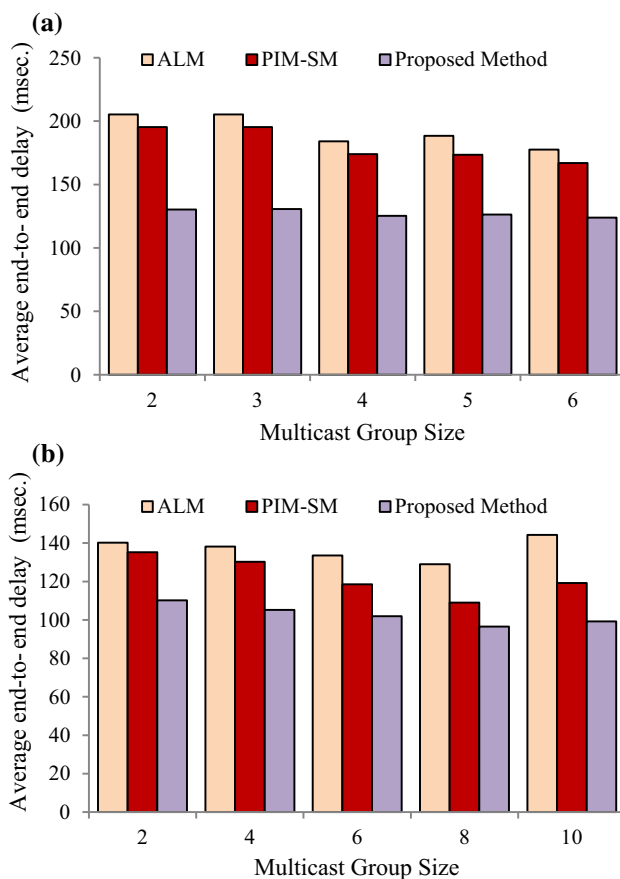 (a)
250
200
150
100
50
0
ALM PIM-SM Proposed Method
Average end-to- end delay (msec.)
2 3 4 5 6
Multicast Group Size
(b)
160
140
120
100
80
60
40
20
0
ALM PIM-SM Proposed Method
Average end-to- end delay (msec.)
2 4 6 8 10
Multicast Group Size